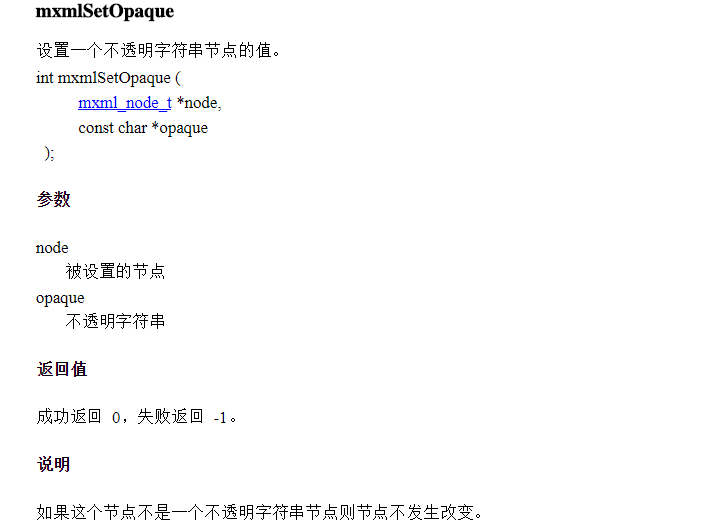 mxmlSetOpaque
设置一个不透明字符串节点的值。
int mxmlSetOpaque (
mxml_node_t *node,
const char *opaque
);
参数
node
被设置的节点
opaque
不透明字符串
返回值
成功返回 0，失败返回 -1。
说明
如果这个节点不是一个不透明字符串节点则节点不发生改变。